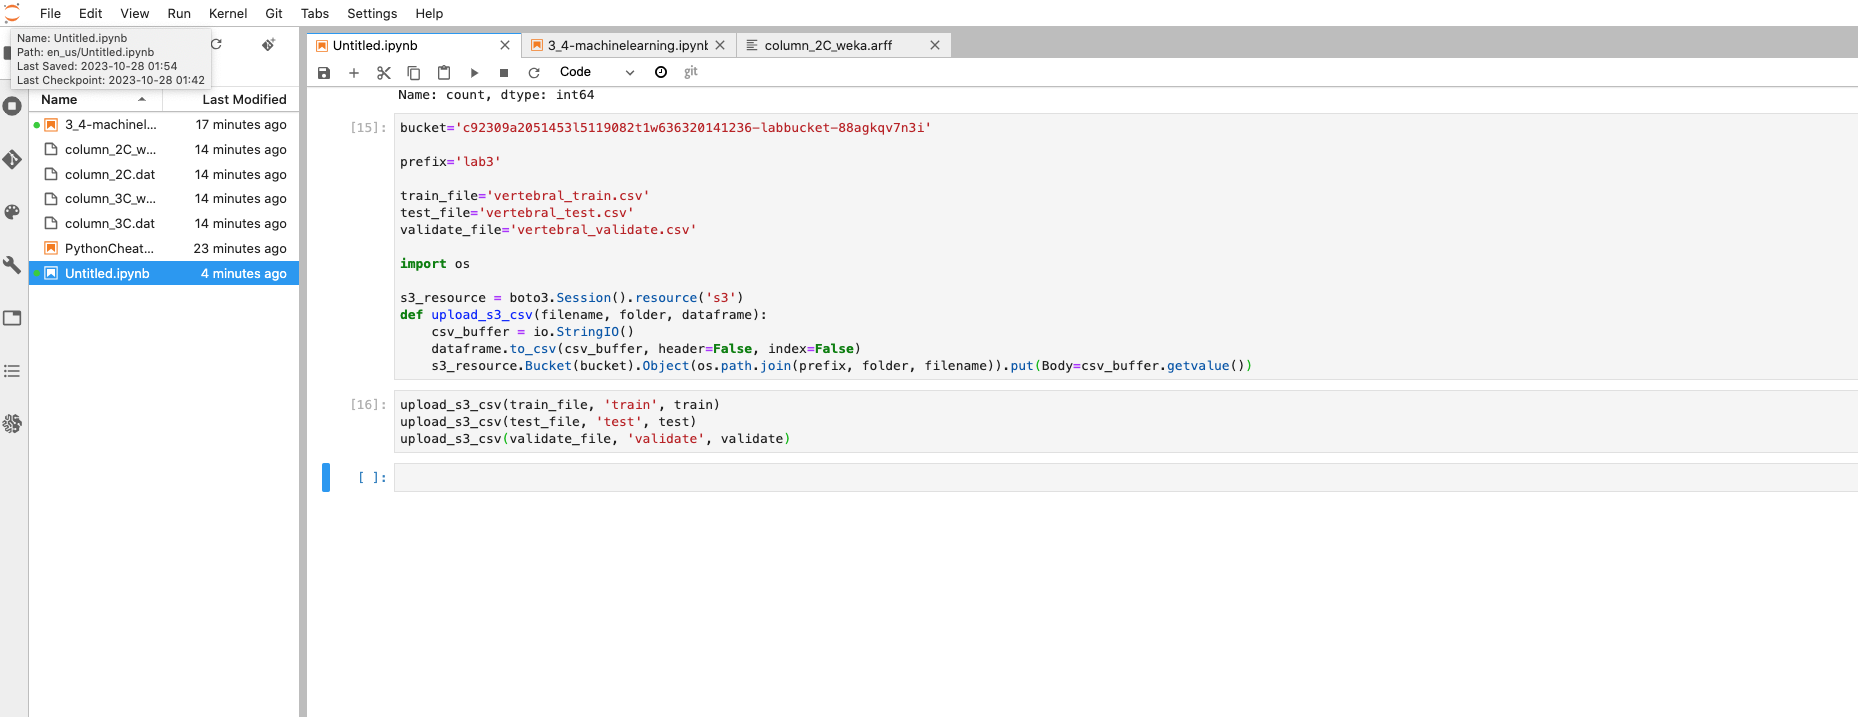 File Edit View Run Kernel Git Tabs Settings Help
Name: Untitled.ipynb
Path: en_us/Untitled.ipynb
Last Saved: 2023-10-28 01:54
Last Checkpoint: 2023-10-28 01:42
Name Last Modified
3_4-machinel... 17 minutes ago
column_2C_w... 14 minutes ago
column_2C.dat 14 minutes ago
column_3C_w... 14 minutes ago
column_3C.dat 14 minutes ago
PythonCheat... 23 minutes ago
Untitled.ipynb 4 minutes ago
Untitled.ipynb 3_4-machinelearning.ipynb column_2C_weka.arff
Code git
Name: count, dtype: int64
[15]: bucket='c92309a2051453l5119082t1w636320141236-labbucket-88agkqv7n3i'
prefix='lab3'
train_file='vertebral_train.csv'
test_file='vertebral_test.csv'
validate_file='vertebral_validate.csv'
import os
s3_resource = boto3.Session().resource('s3')
def upload_s3_csv(filename, folder, dataframe):
    csv_buffer = io.StringIO()
    dataframe.to_csv(csv_buffer, header=False, index=False)
    s3_resource.Bucket(bucket).Object(os.path.join(prefix, folder, filename)).put(Body=csv_buffer.getvalue())
[16]: upload_s3_csv(train_file, 'train', train)
upload_s3_csv(test_file, 'test', test)
upload_s3_csv(validate_file, 'validate', validate)
[ ]: